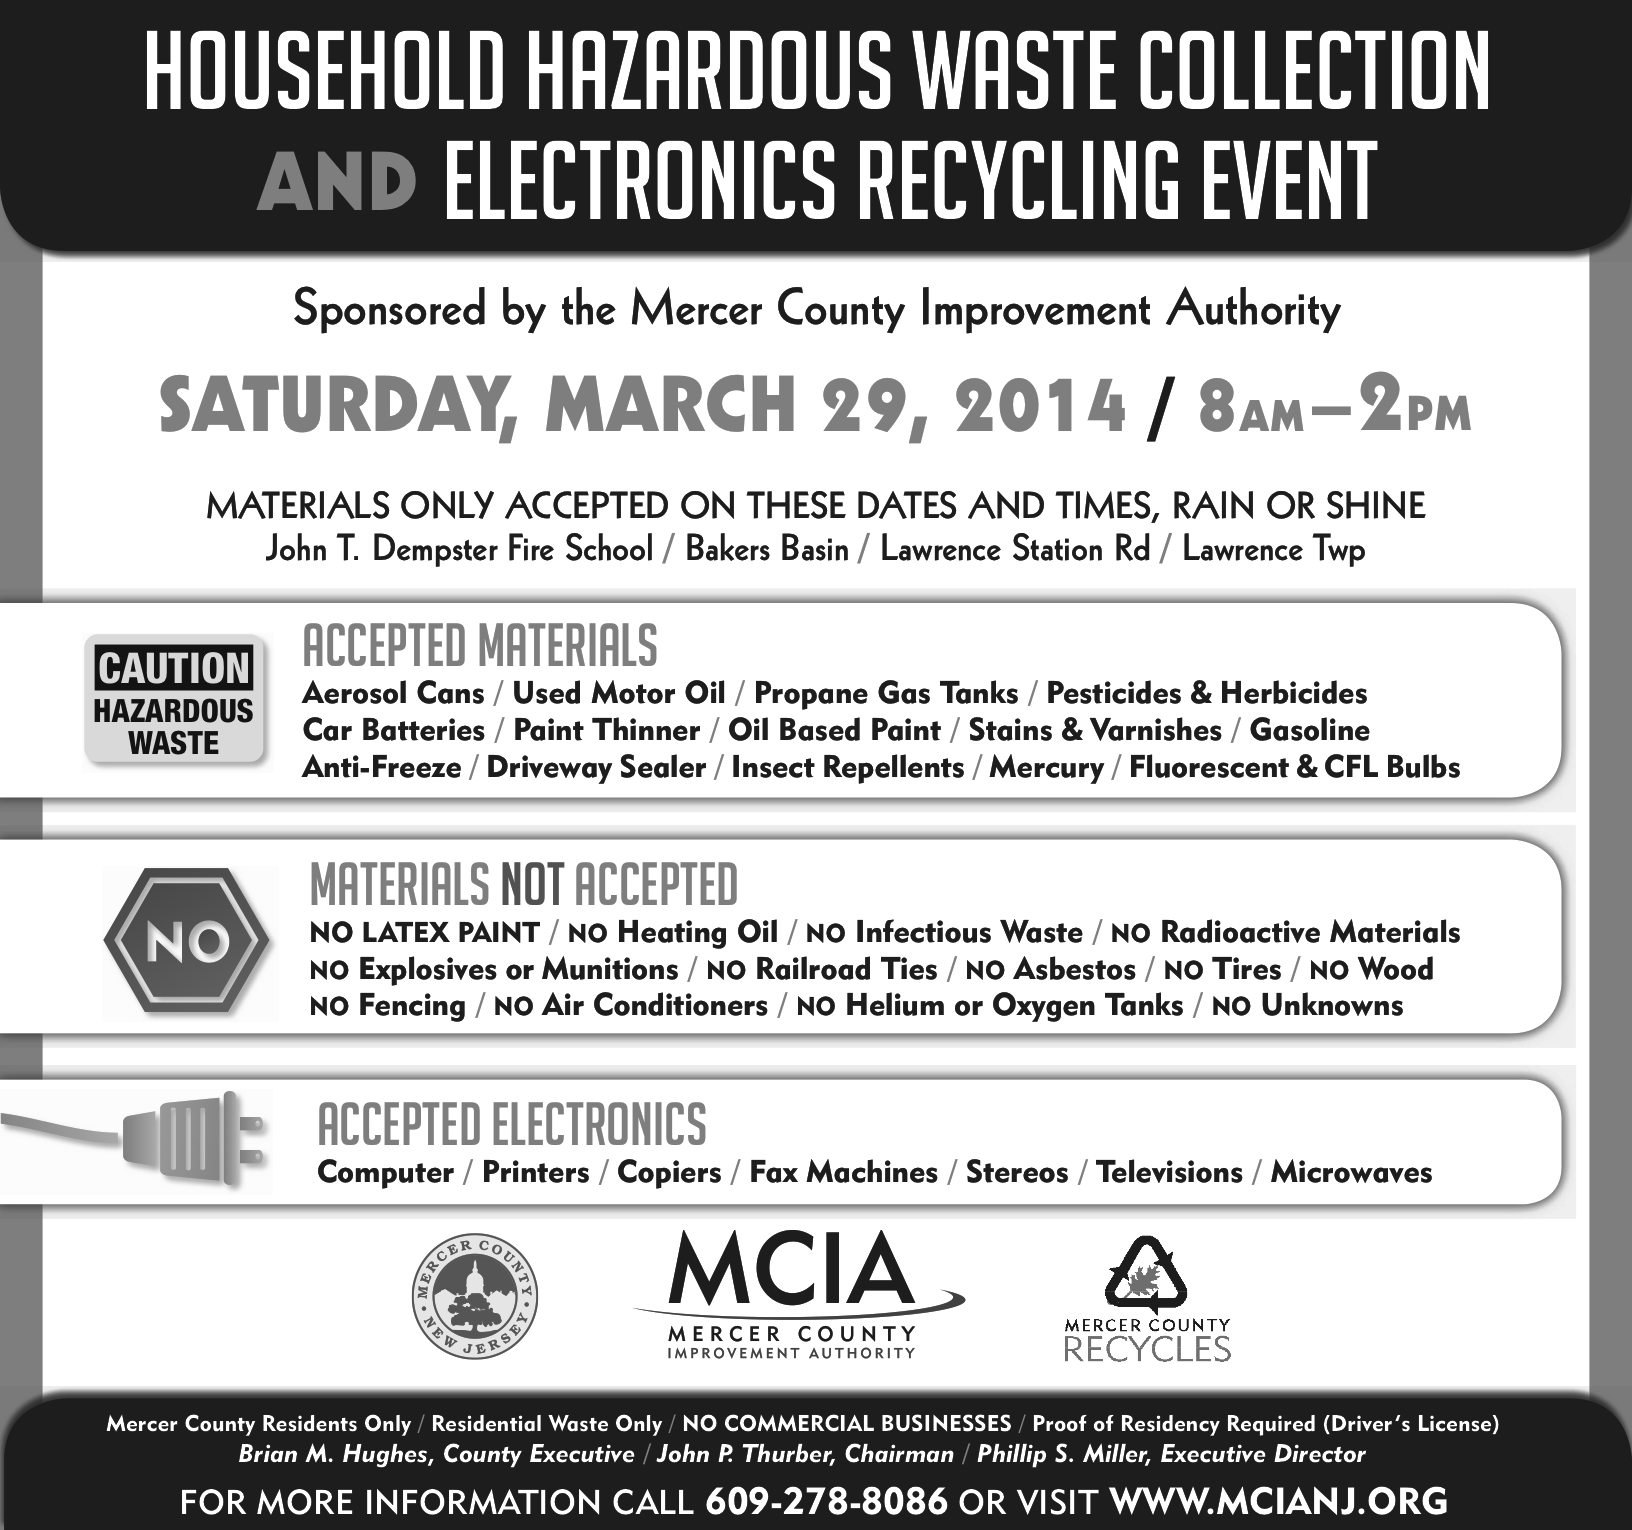 HOUSEHOLD HAZARDOUS WASTE COLLECTION
AND ELECTRONICS RECYCLING EVENT
Sponsored by the Mercer County Improvement Authority
SATURDAY, MARCH 29, 2014 / 8AM–2PM
MATERIALS ONLY ACCEPTED ON THESE DATES AND TIMES, RAIN OR SHINE
John T. Dempster Fire School / Bakers Basin / Lawrence Station Rd / Lawrence Twp
CAUTION
HAZARDOUS
WASTE
ACCEPTED MATERIALS
Aerosol Cans / Used Motor Oil / Propane Gas Tanks / Pesticides & Herbicides
Car Batteries / Paint Thinner / Oil Based Paint / Stains & Varnishes / Gasoline
Anti-Freeze / Driveway Sealer / Insect Repellents / Mercury / Fluorescent & CFL Bulbs
NO
MATERIALS NOT ACCEPTED
NO LATEX PAINT / NO Heating Oil / NO Infectious Waste / NO Radioactive Materials
NO Explosives or Munitions / NO Railroad Ties / NO Asbestos / NO Tires / NO Wood
NO Fencing / NO Air Conditioners / NO Helium or Oxygen Tanks / NO Unknowns
ACCEPTED ELECTRONICS
Computer / Printers / Copiers / Fax Machines / Stereos / Televisions / Microwaves
MERCER COUNTY
• NEW JERSEY •
MCIA
MERCER COUNTY
IMPROVEMENT AUTHORITY
MERCER COUNTY
RECYCLES
Mercer County Residents Only / Residential Waste Only / NO COMMERCIAL BUSINESSES / Proof of Residency Required (Driver's License)
Brian M. Hughes, County Executive / John P. Thurber, Chairman / Phillip S. Miller, Executive Director
FOR MORE INFORMATION CALL 609-278-8086 OR VISIT WWW.MCIANJ.ORG